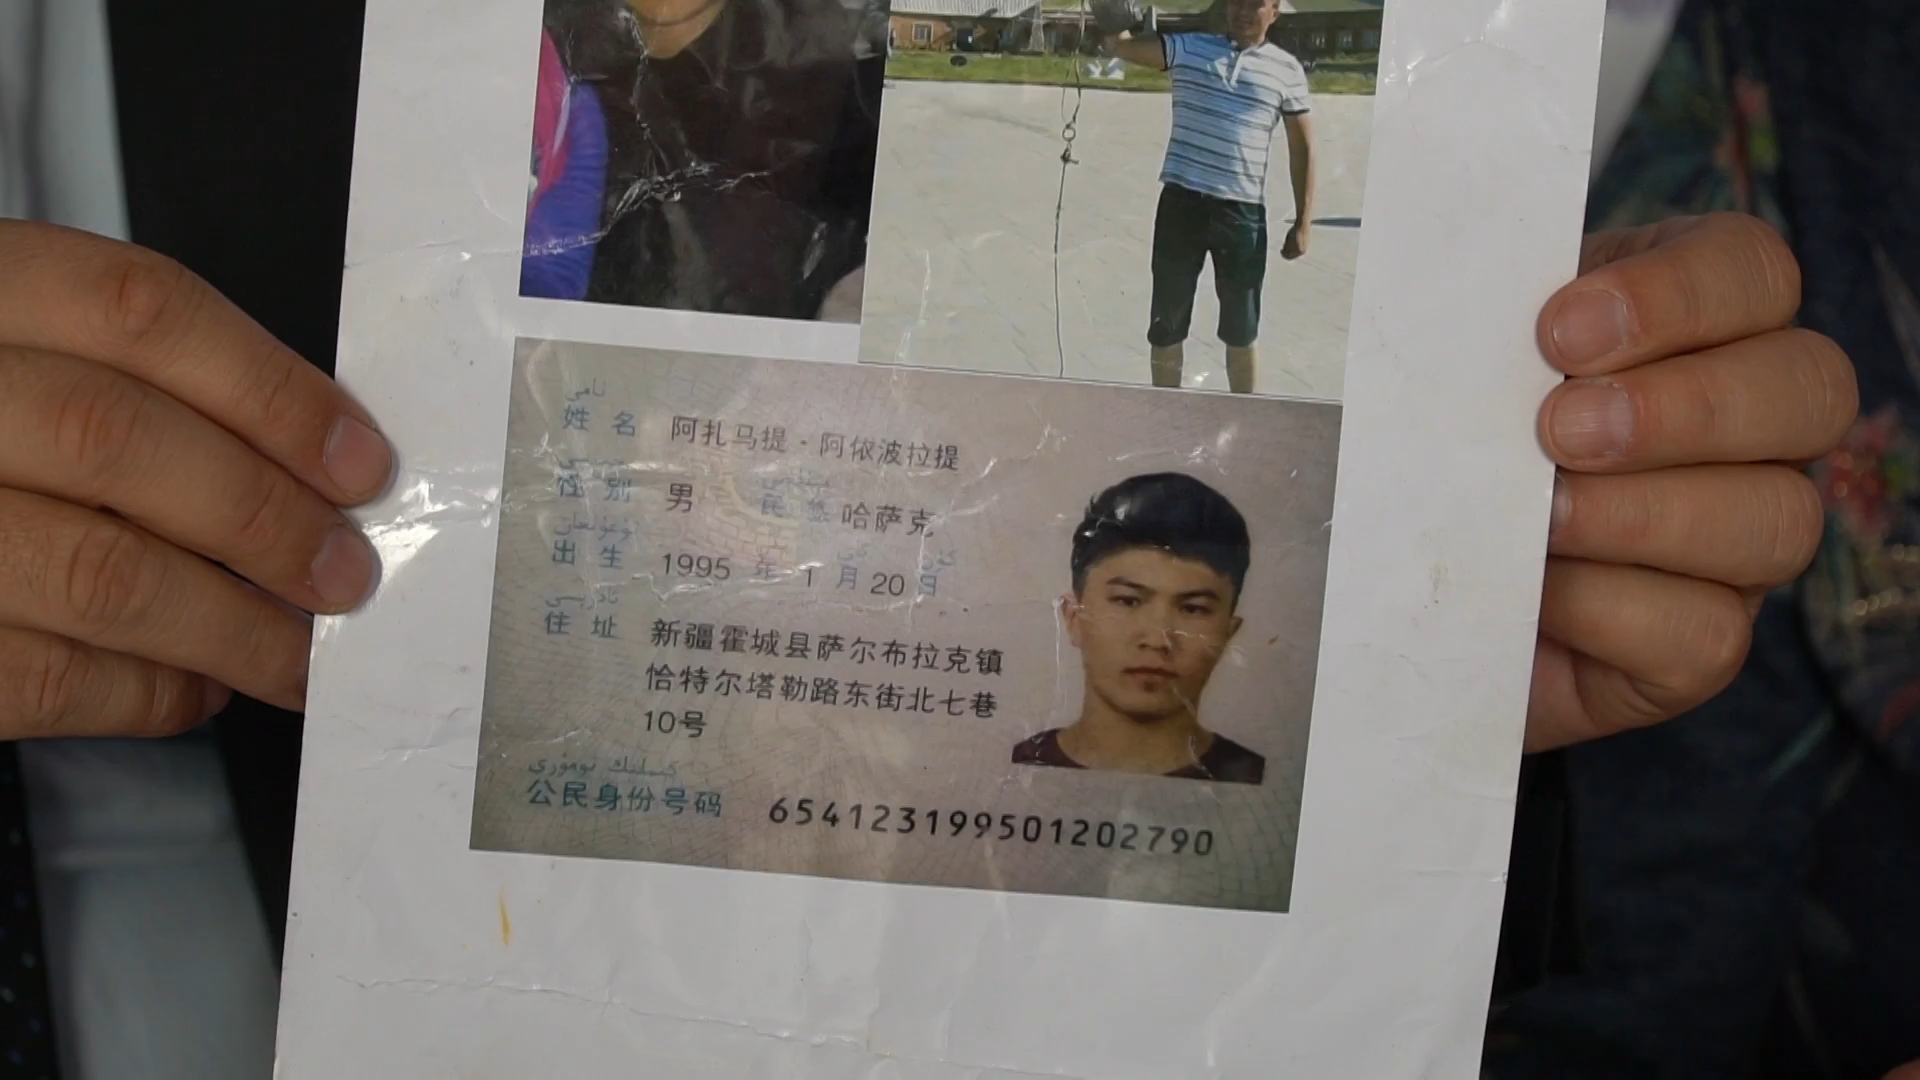 نامى
姓 名 阿扎马提·阿依波拉提
性 别 男 民 族 哈萨克
出 生 1995 年 1 月 20 日
住 址 新疆霍城县萨尔布拉克镇
恰特尔塔勒路东街北七巷
10号
公民身份号码 654123199501202790